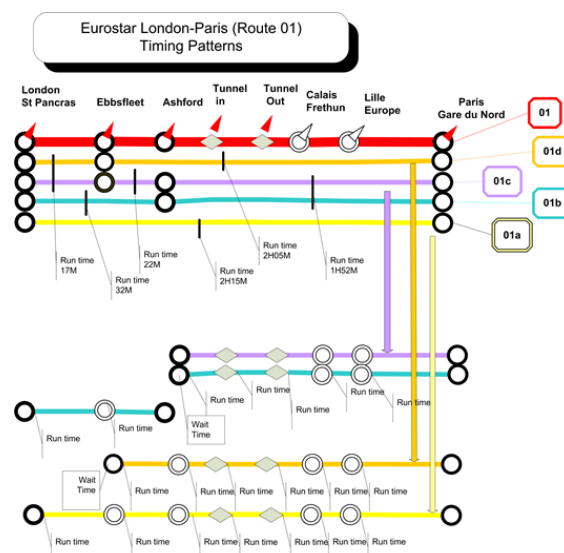 Eurostar London-Paris (Route 01)
Timing Patterns
London
St Pancras
Ebbsfleet
Ashford
Tunnel
in
Tunnel
Out
Calais
Frethun
Lille
Europe
Paris
Gare du Nord
01
01d
01c
01b
01a
Run time
17M
Run time
32M
Run time
22M
Run time
2H15M
Run time
2H05M
Run time
1H52M
Run time
Run time
Run time
Run time
Run time
Wait
Time
Run time
Run time
Wait
Time
Run time
Run time
Run time
Run time
Run time
Run time
Run time
Run time
Run time
Run time
Run time
Run time
Run time